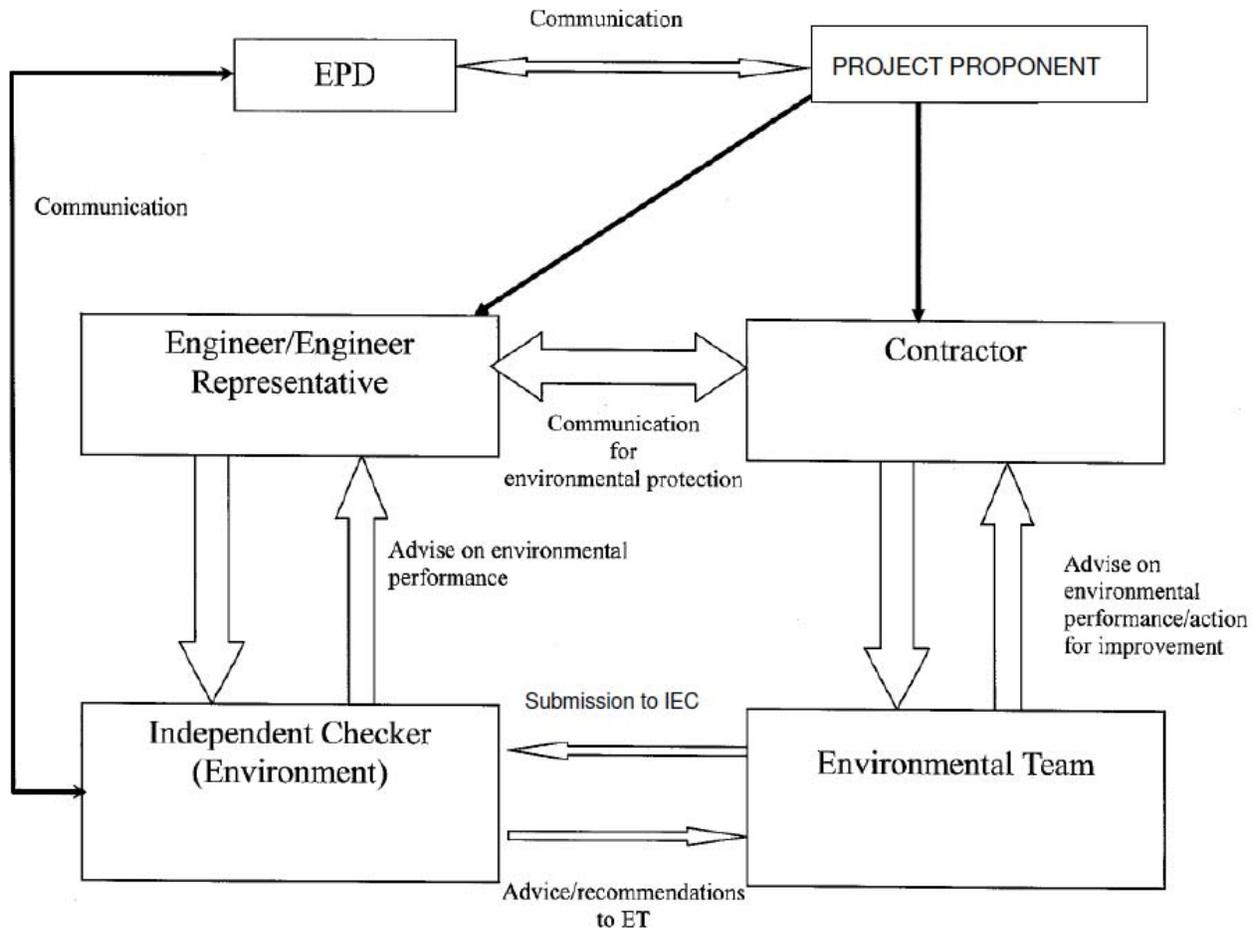 Communication
EPD
PROJECT PROPONENT
Communication
Engineer/Engineer
Representative
Contractor
Communication
for
environmental protection
Advise on environmental
performance
Advise on
environmental
performance/action
for improvement
Submission to IEC
Independent Checker
(Environment)
Environmental Team
Advice/recommendations
to ET